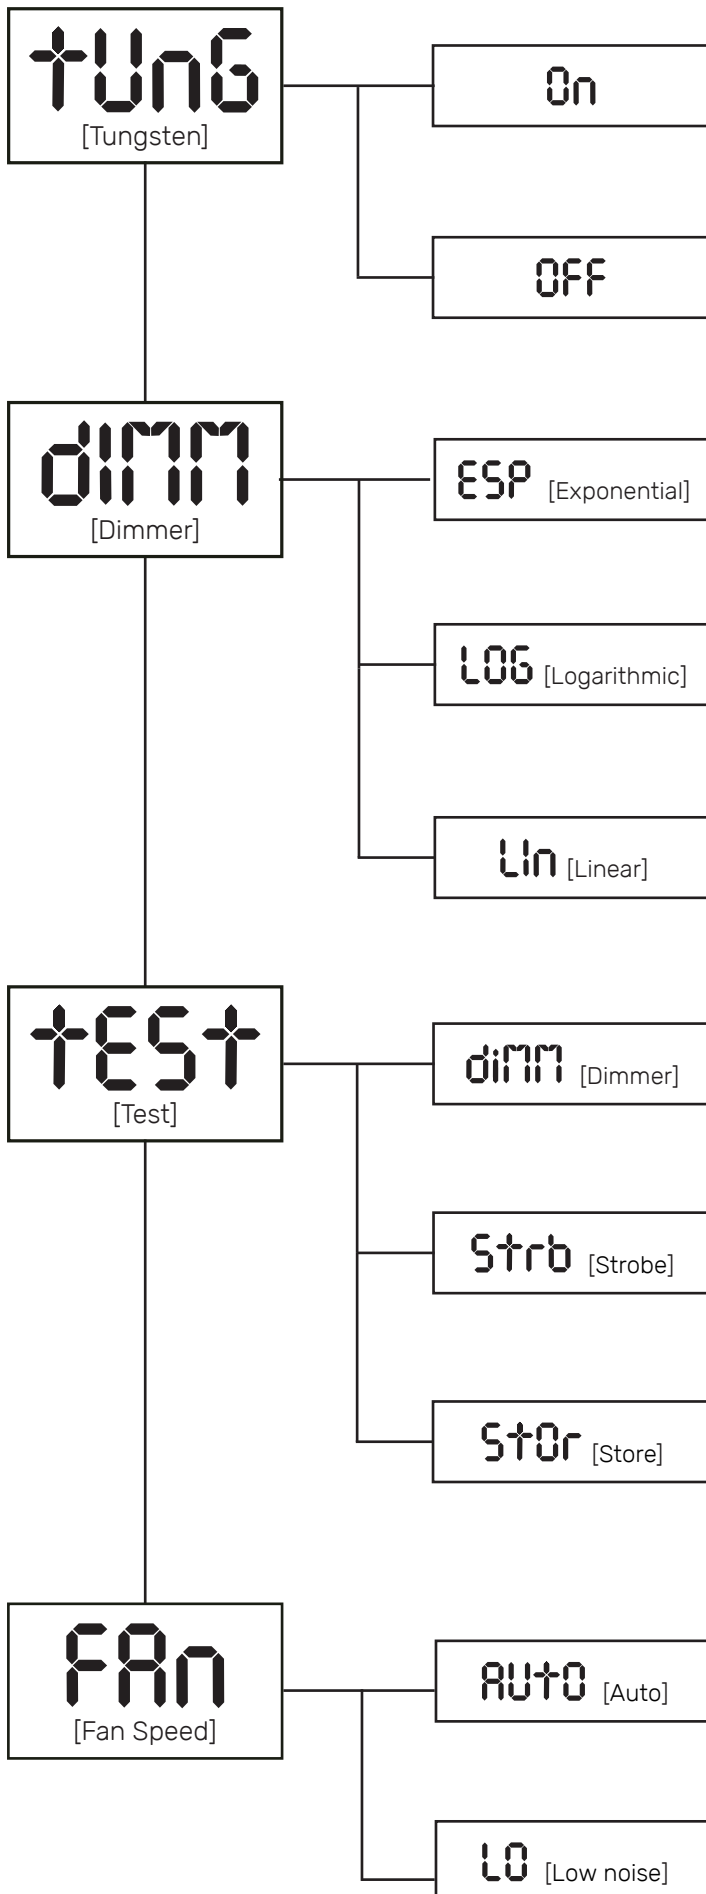 tUnG
[Tungsten]
On
OFF
diMM
[Dimmer]
ESP [Exponential]
LOG [Logarithmic]
LIn [Linear]
tESt
[Test]
diMM [Dimmer]
Strb [Strobe]
StOr [Store]
FAn
[Fan Speed]
AUtO [Auto]
LO [Low noise]